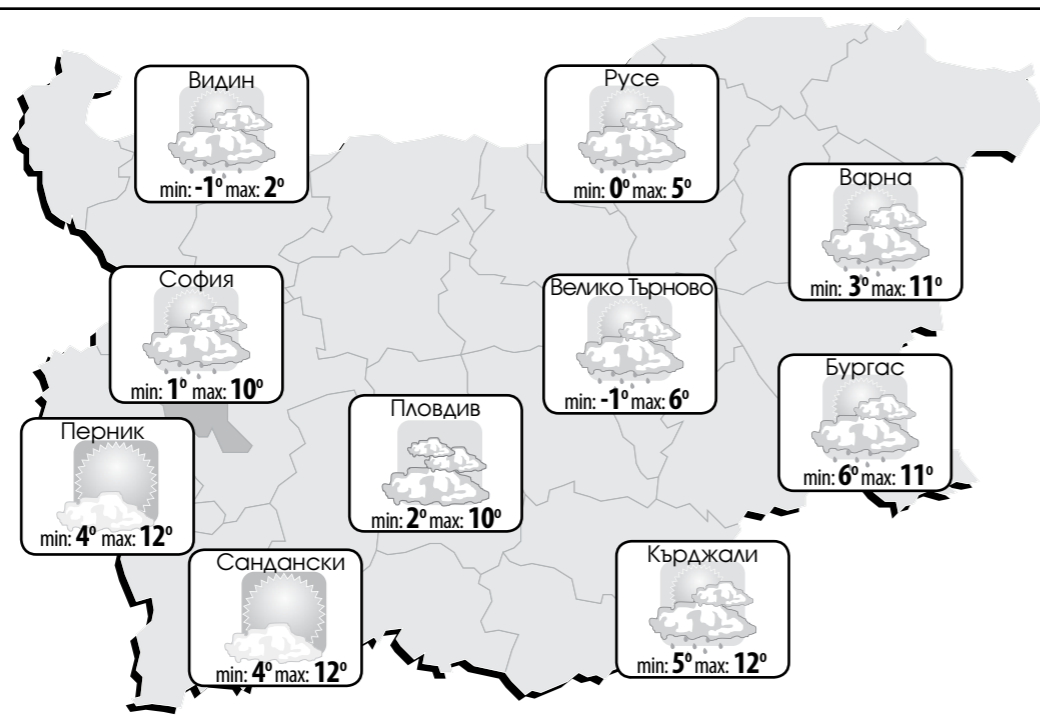 Видин
min: -1° max: 2°
Русе
min: 0° max: 5°
Варна
min: 3° max: 11°
София
min: 1° max: 10°
Велико Търново
min: -1° max: 6°
Бургас
min: 6° max: 11°
Пловдив
min: 2° max: 10°
Перник
min: 4° max: 12°
Сандански
min: 4° max: 12°
Кърджали
min: 5° max: 12°